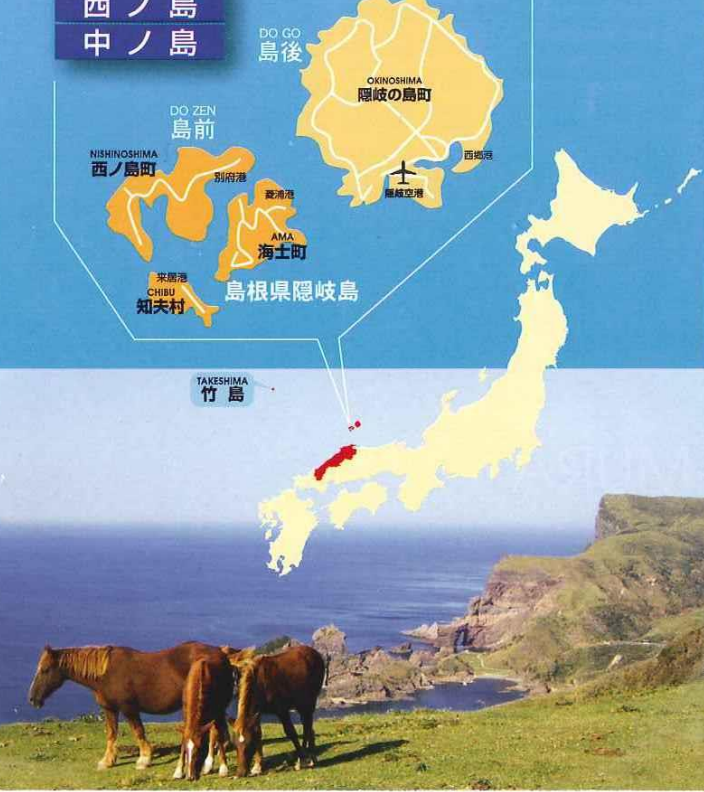 西ノ島
中ノ島
DO GO
島後
OKINOSHIMA
隠岐の島町
西郷港
隠岐空港
DO ZEN
島前
NISHINOSHIMA
西ノ島町
別府港
菱浦港
AMA
海士町
来居港
CHIBU
知夫村
島根県隠岐島
TAKESHIMA
竹島